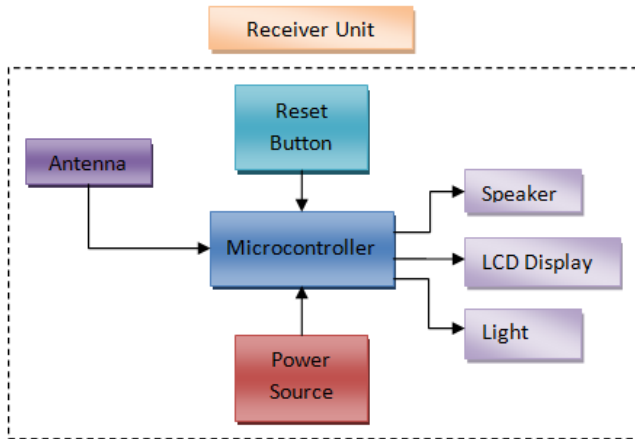 Receiver Unit
Reset
Button
Antenna
Speaker
Microcontroller
LCD Display
Light
Power
Source